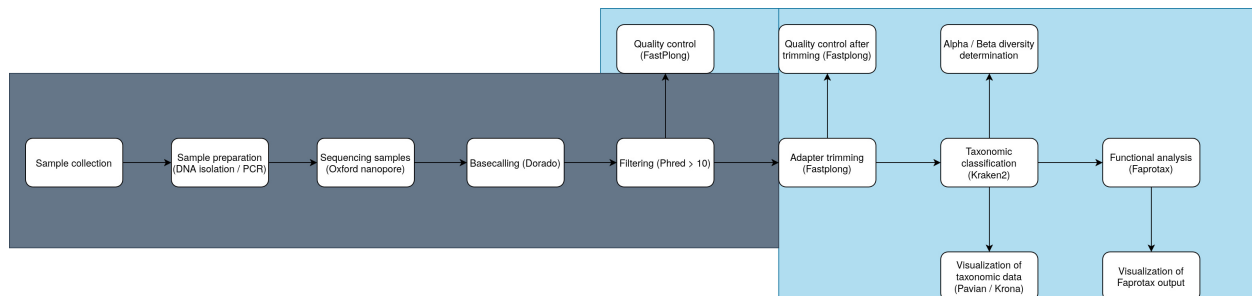 Quality control
(FastPlong)
Quality control after
trimming (Fastplong)
Alpha / Beta diversity
determination
Sample collection
Sample preparation
(DNA isolation / PCR)
Sequencing samples
(Oxford nanopore)
Basecalling (Dorado)
Filtering (Phred > 10)
Adapter trimming
(Fastplong)
Taxonomic
classification
(Kraken2)
Functional analysis
(Faprotax)
Visualization of
taxonomic data
(Pavian / Krona)
Visualization of
Faprotax output